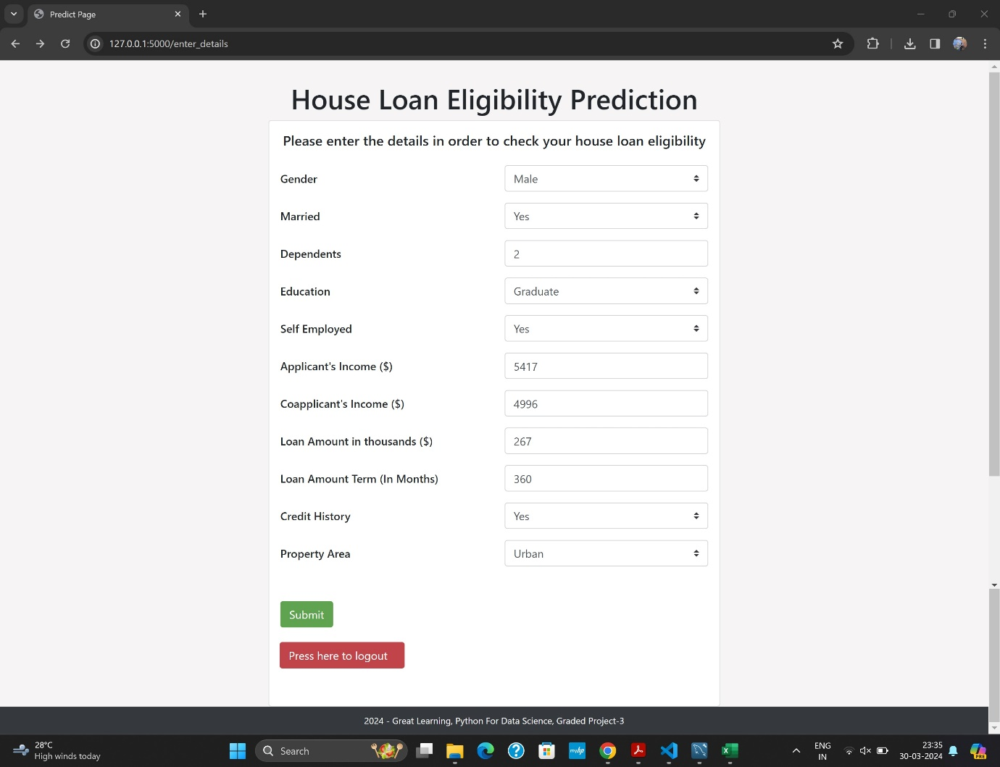 Predict Page
127.0.0.1:5000/enter_details
House Loan Eligibility Prediction
Please enter the details in order to check your house loan eligibility
Gender Male
Married Yes
Dependents 2
Education Graduate
Self Employed Yes
Applicant's Income ($) 5417
Coapplicant's Income ($) 4996
Loan Amount in thousands ($) 267
Loan Amount Term (In Months) 360
Credit History Yes
Property Area Urban
Submit
Press here to logout
2024 - Great Learning, Python For Data Science, Graded Project-3
28°C
High winds today
Search
myhp
ENG
IN
23:35
30-03-2024
PRE